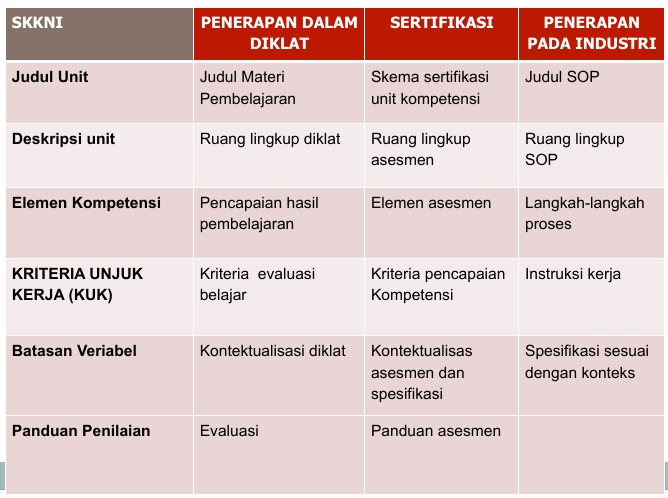 SKKNI
PENERAPAN DALAM
DIKLAT
SERTIFIKASI
PENERAPAN
PADA INDUSTRI
Judul Unit
Judul Materi
Pembelajaran
Skema sertifikasi
unit kompetensi
Judul SOP
Deskripsi unit
Ruang lingkup diklat
Ruang lingkup
asesmen
Ruang lingkup
SOP
Elemen Kompetensi
Pencapaian hasil
pembelajaran
Elemen asesmen
Langkah-langkah
proses
KRITERIA UNJUK
KERJA (KUK)
Kriteria  evaluasi
belajar
Kriteria pencapaian
Kompetensi
Instruksi kerja
Batasan Veriabel
Kontektualisasi diklat
Kontektualisas
asesmen dan
spesifikasi
Spesifikasi sesuai
dengan konteks
Panduan Penilaian
Evaluasi
Panduan asesmen